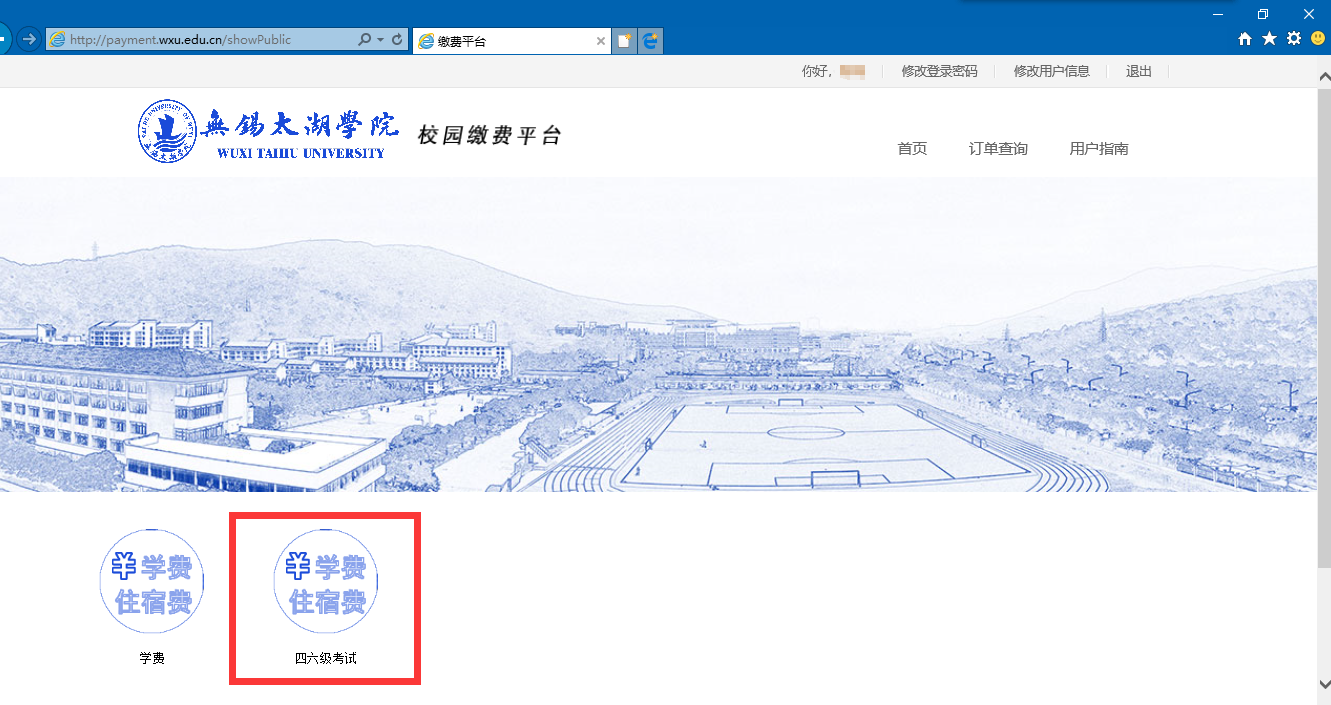 http://payment.wxu.edu.cn/showPublic
缴费平台
你好，
修改登录密码
修改用户信息
退出
無錫太湖學院
WUXI TAIHU UNIVERSITY
校园缴费平台
首页
订单查询
用户指南
学费
住宿费
学费
学费
住宿费
四六级考试